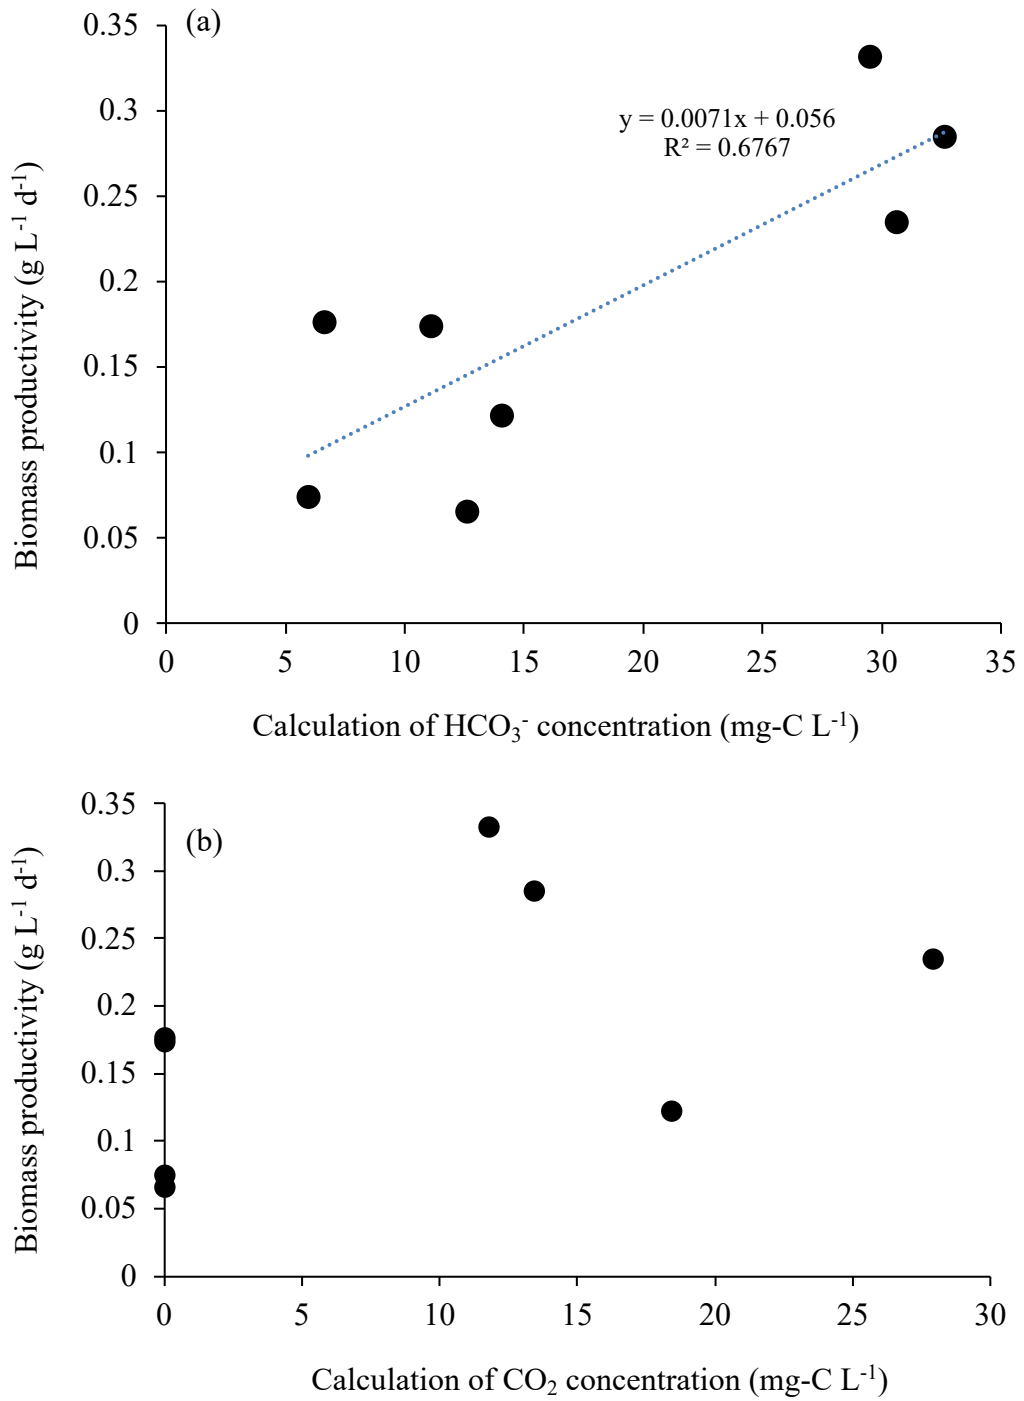 (a)
0.35
0.3
0.25
0.2
0.15
0.1
0.05
0
Biomass productivity (g L⁻¹ d⁻¹)
y = 0.0071x + 0.056
R² = 0.6767
0 5 10 15 20 25 30 35
Calculation of HCO₃⁻ concentration (mg-C L⁻¹)
(b)
0.35
0.3
0.25
0.2
0.15
0.1
0.05
0
Biomass productivity (g L⁻¹ d⁻¹)
0 5 10 15 20 25 30
Calculation of CO₂ concentration (mg-C L⁻¹)